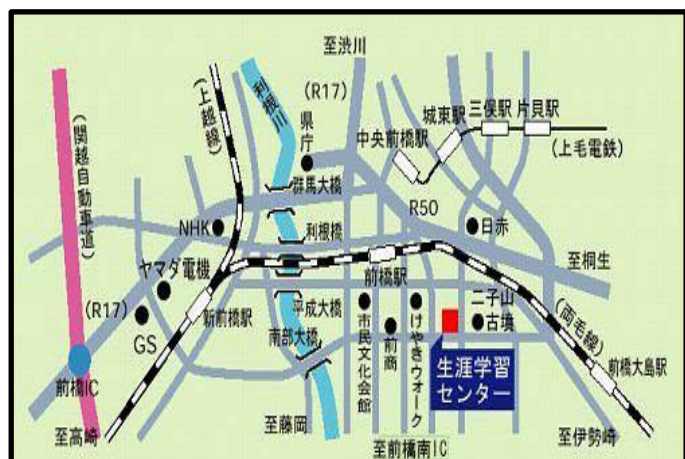 至渋川
(R17)
利根川
(上越線)
(関越自動車道)
県庁
中央前橋駅
城東駅
三俣駅
片貝駅
(上毛電鉄)
群馬大橋
R50
NHK
利根橋
日赤
至桐生
ヤマダ電機
前橋駅
(R17)
新前橋駅
平成大橋
二子山
古墳
(両毛線)
GS
南部大橋
市民文化会館
前商
けやきウォーク
生涯学習
センター
前橋大島駅
前橋IC
至高崎
至藤岡
至前橋南IC
至伊勢崎